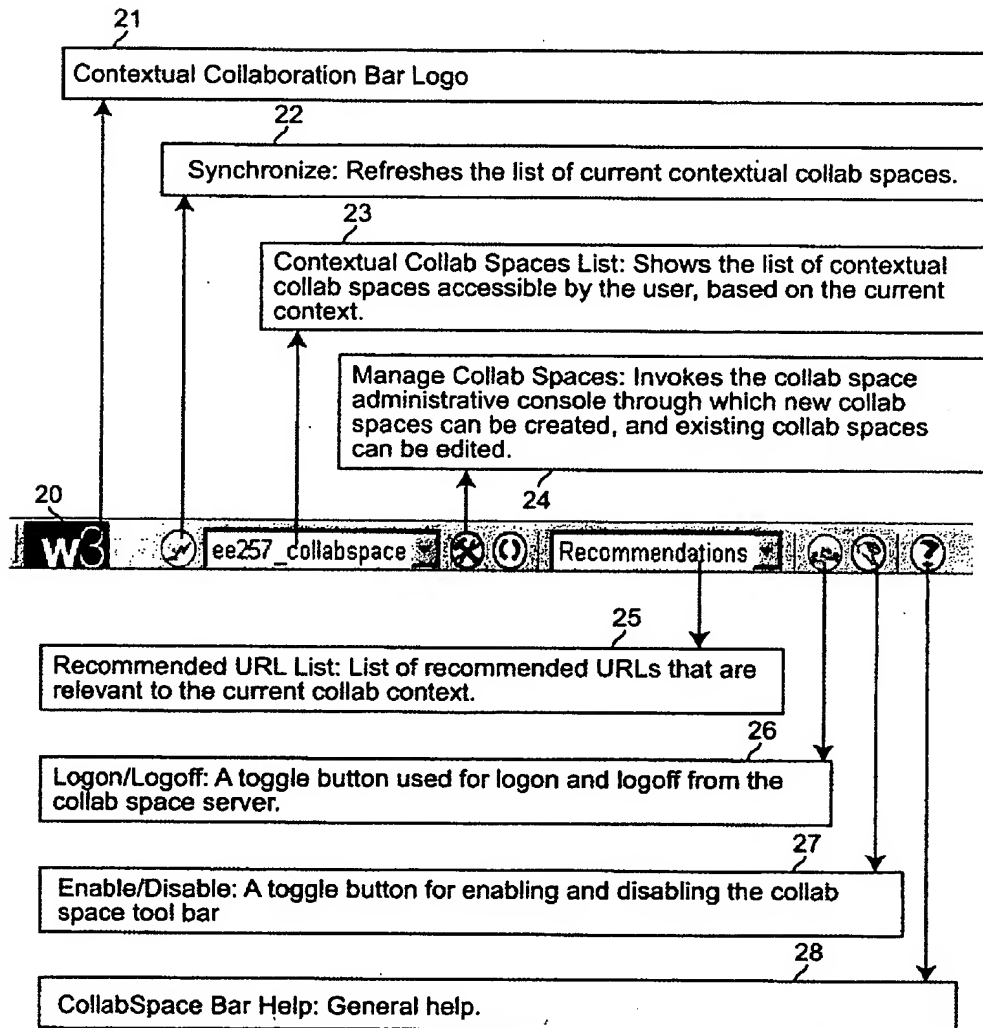 21
Contextual Collaboration Bar Logo
22
Synchronize: Refreshes the list of current contextual collab spaces.
23
Contextual Collab Spaces List: Shows the list of contextual
collab spaces accessible by the user, based on the current
context.
Manage Collab Spaces: Invokes the collab space
administrative console through which new collab
spaces can be created, and existing collab spaces
can be edited.
24
20
w3
ee257_collabspace
Recommendations
?
25
Recommended URL List: List of recommended URLs that are
relevant to the current collab context.
26
Logon/Logoff: A toggle button used for logon and logoff from the
collab space server.
27
Enable/Disable: A toggle button for enabling and disabling the collab
space tool bar
28
CollabSpace Bar Help: General help.